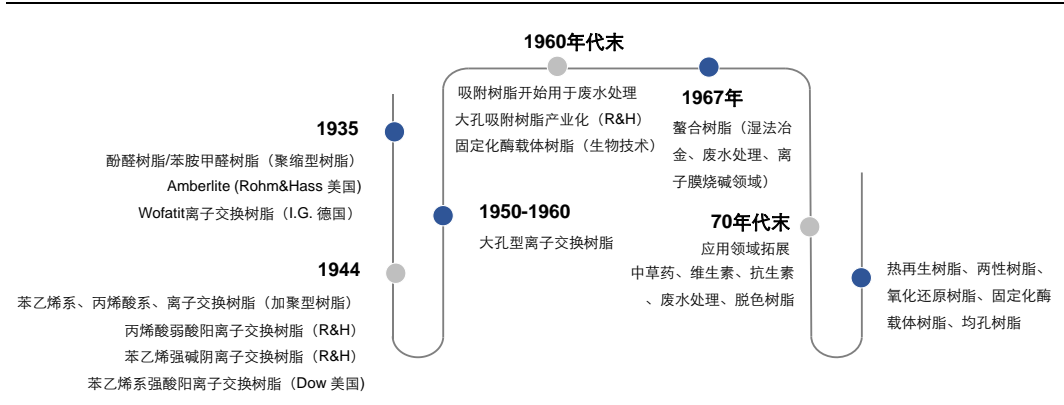 1935
酚醛树脂/苯胺甲醛树脂（聚缩型树脂）
Amberlite (Rohm&Hass 美国)
Wofatit离子交换树脂（I.G. 德国）
1944
苯乙烯系、丙烯酸系、离子交换树脂（加聚型树脂）
丙烯酸弱酸阳离子交换树脂（R&H）
苯乙烯强碱阴离子交换树脂（R&H）
苯乙烯系强酸阳离子交换树脂（Dow 美国)
1950-1960
大孔型离子交换树脂
1960年代末
吸附树脂开始用于废水处理
大孔吸附树脂产业化（R&H）
固定化酶载体树脂（生物技术）
1967年
螯合树脂（湿法冶
金、废水处理、离
子膜烧碱领域）
70年代末
应用领域拓展
中草药、维生素、抗生素
、废水处理、脱色树脂
热再生树脂、两性树脂、
氧化还原树脂、固定化酶
载体树脂、均孔树脂